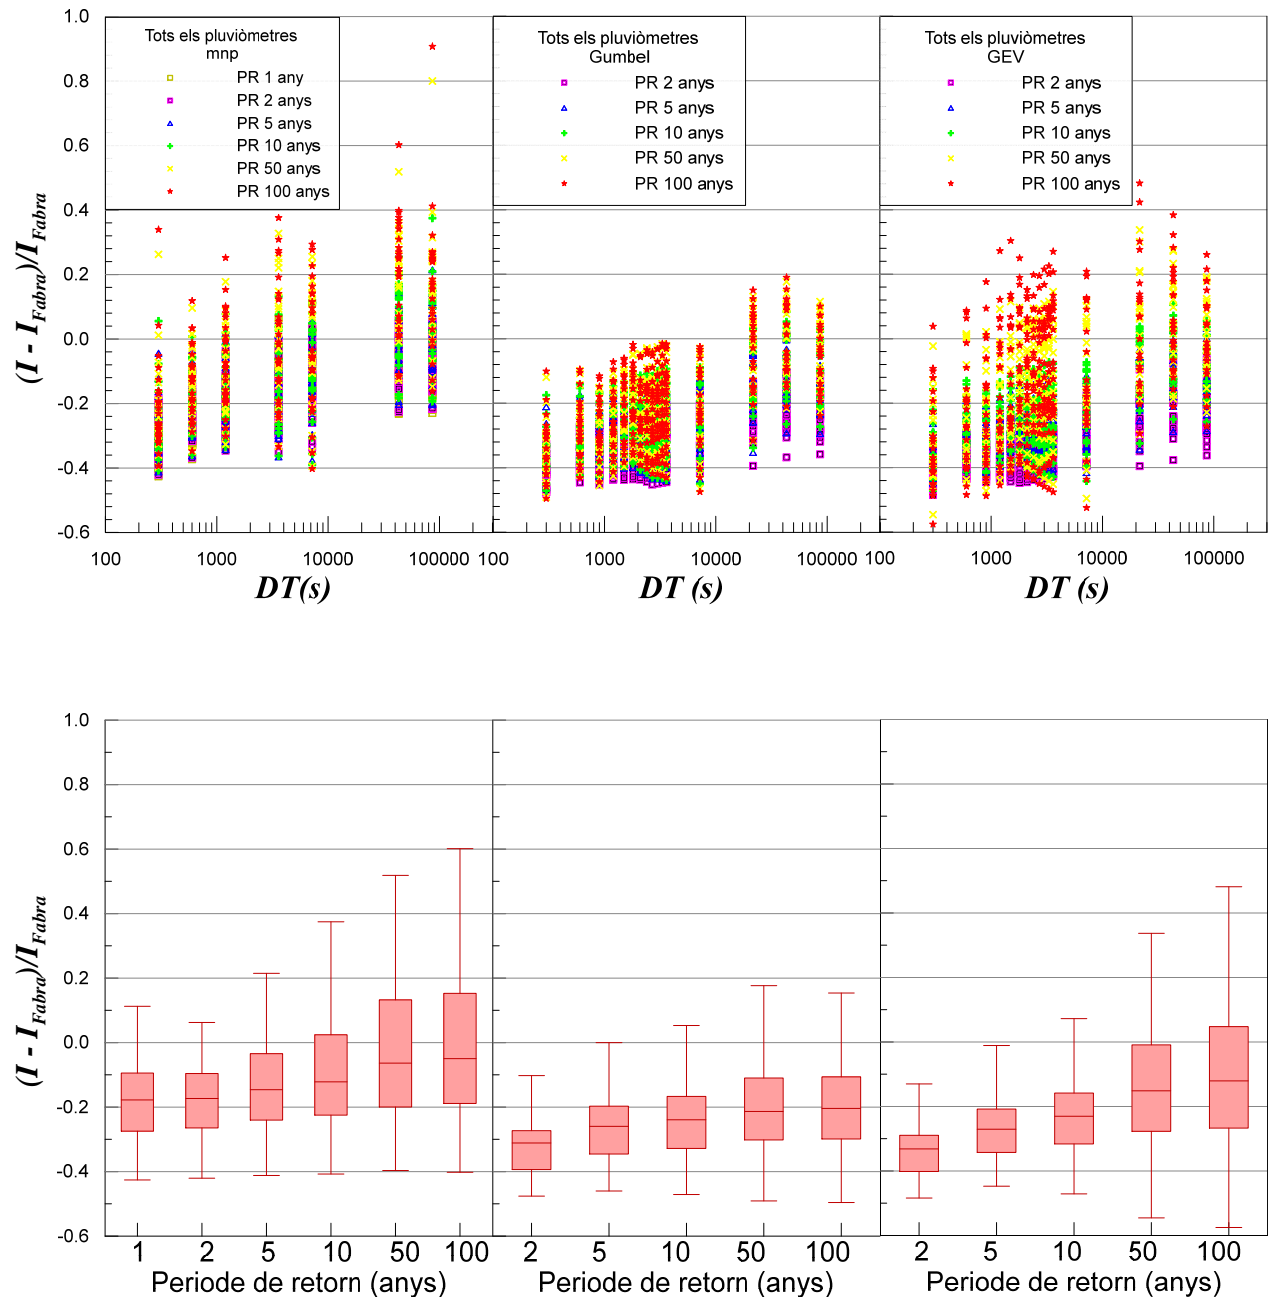 1.0
0.8
0.6
0.4
0.2
0.0
-0.2
-0.4
-0.6
(I - I_Fabra)/I_Fabra
Tots els pluviòmetres
mnp
PR 1 any
PR 2 anys
PR 5 anys
PR 10 anys
PR 50 anys
PR 100 anys
Tots els pluviòmetres
Gumbel
PR 2 anys
PR 5 anys
PR 10 anys
PR 50 anys
PR 100 anys
Tots els pluviòmetres
GEV
PR 2 anys
PR 5 anys
PR 10 anys
PR 50 anys
PR 100 anys
100 1000 10000 100000 100 1000 10000 100000 100 1000 10000 100000
DT(s) DT (s) DT (s)
1.0
0.8
0.6
0.4
0.2
0.0
-0.2
-0.4
-0.6
(I - I_Fabra)/I_Fabra
1 2 5 10 50 100 2 5 10 50 100 2 5 10 50 100
Periode de retorn (anys) Periode de retorn (anys) Periode de retorn (anys)